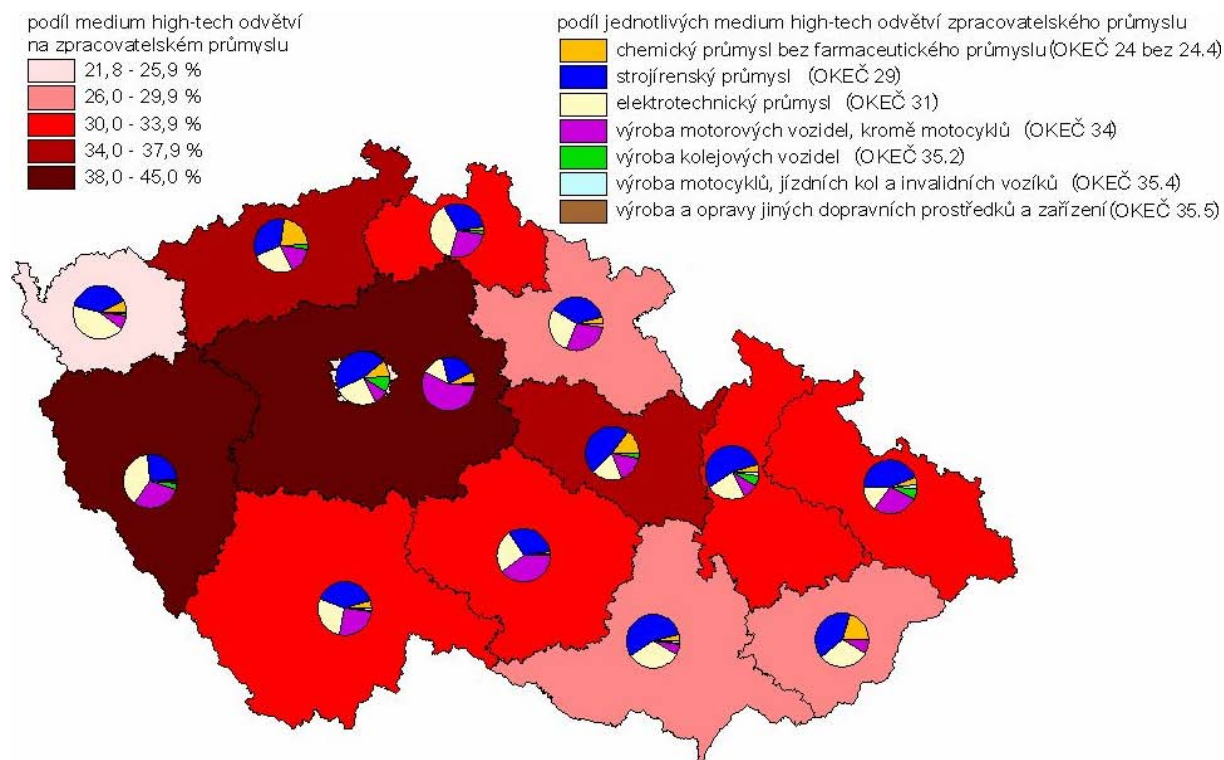 podíl medium high-tech odvětví
na zpracovatelském průmyslu
21,8 - 25,9 %
26,0 - 29,9 %
30,0 - 33,9 %
34,0 - 37,9 %
38,0 - 45,0 %
podíl jednotlivých medium high-tech odvětví zpracovatelského průmyslu
chemický průmysl bez farmaceutického průmyslu (OKEČ 24 bez 24.4)
strojírenský průmysl (OKEČ 29)
elektrotechnický průmysl (OKEČ 31)
výroba motorových vozidel, kromě motocyklů (OKEČ 34)
výroba kolejových vozidel (OKEČ 35.2)
výroba motocyklů, jízdních kol a invalidních vozíků (OKEČ 35.4)
výroba a opravy jiných dopravních prostředků a zařízení (OKEČ 35.5)